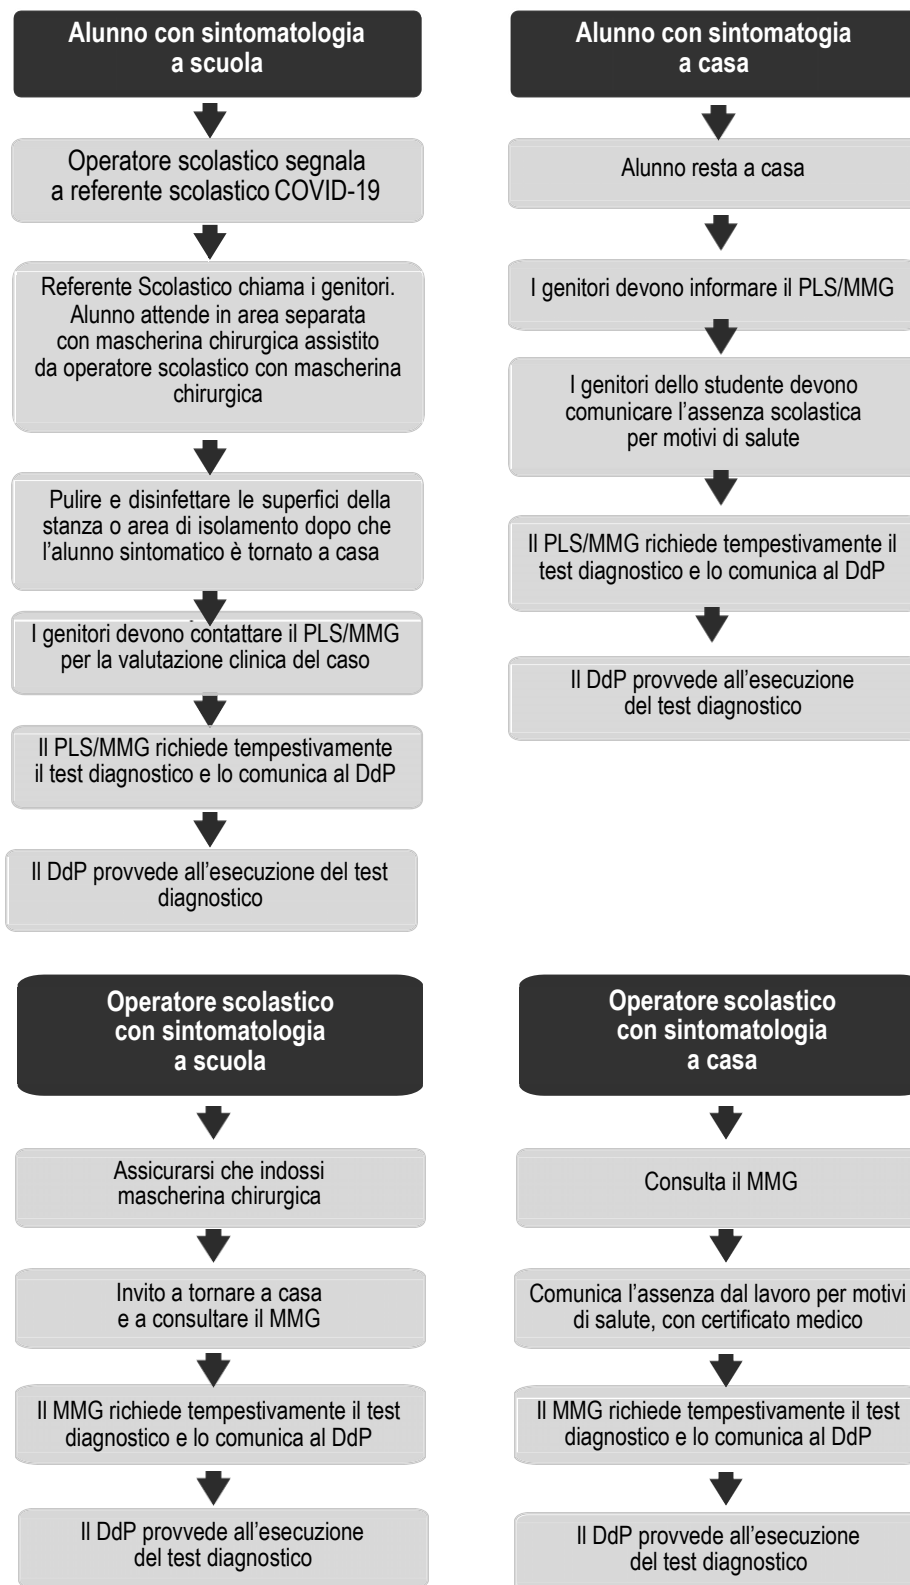 Alunno con sintomatologia
a scuola
Operatore scolastico segnala
a referente scolastico COVID-19
Referente Scolastico chiama i genitori.
Alunno attende in area separata
con mascherina chirurgica assistito
da operatore scolastico con mascherina
chirurgica
Pulire e disinfettare le superfici della
stanza o area di isolamento dopo che
l'alunno sintomatico è tornato a casa
I genitori devono contattare il PLS/MMG
per la valutazione clinica del caso
Il PLS/MMG richiede tempestivamente
il test diagnostico e lo comunica al DdP
Il DdP provvede all'esecuzione del test
diagnostico
Alunno con sintomatogia
a casa
Alunno resta a casa
I genitori devono informare il PLS/MMG
I genitori dello studente devono
comunicare l'assenza scolastica
per motivi di salute
Il PLS/MMG richiede tempestivamente il
test diagnostico e lo comunica al DdP
Il DdP provvede all'esecuzione
del test diagnostico
Operatore scolastico
con sintomatologia
a scuola
Assicurarsi che indossi
mascherina chirurgica
Invito a tornare a casa
e a consultare il MMG
Il MMG richiede tempestivamente il test
diagnostico e lo comunica al DdP
Il DdP provvede all'esecuzione
del test diagnostico
Operatore scolastico
con sintomatologia
a casa
Consulta il MMG
Comunica l'assenza dal lavoro per motivi
di salute, con certificato medico
Il MMG richiede tempestivamente il test
diagnostico e lo comunica al DdP
Il DdP provvede all'esecuzione
del test diagnostico